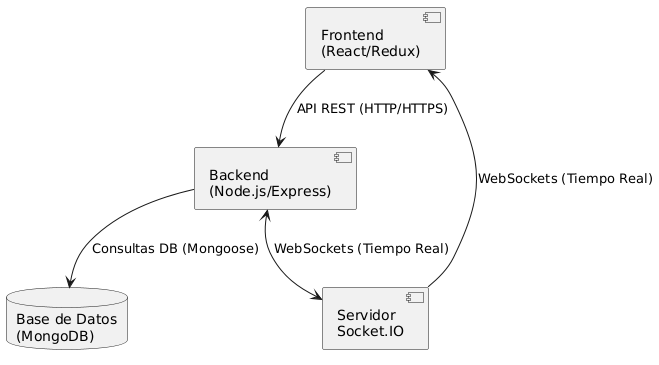 Frontend
(React/Redux)
API REST (HTTP/HTTPS)
Backend
(Node.js/Express)
WebSockets (Tiempo Real)
Consultas DB (Mongoose)
WebSockets (Tiempo Real)
Base de Datos
(MongoDB)
Servidor
Socket.IO